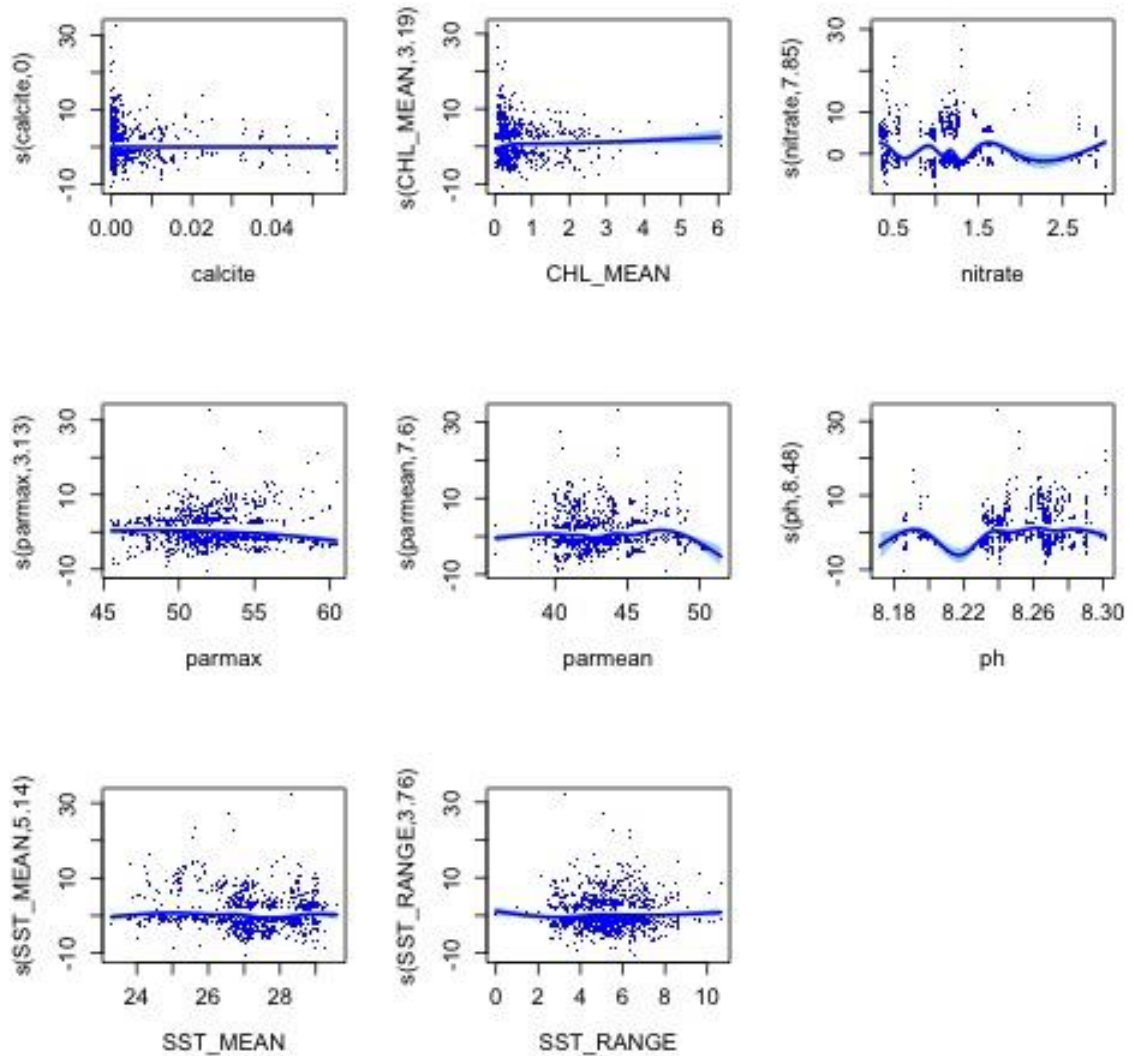 s(calcite,0)
30
10
-10
0.00 0.02 0.04
calcite
s(CHL_MEAN,3.19)
30
10
-10
0 1 2 3 4 5 6
CHL_MEAN
s(nitrate,7.85)
30
10
0
0.5 1.5 2.5
nitrate
s(parmax,3.13)
30
10
-10
45 50 55 60
parmax
s(parmean,7.6)
30
10
-10
40 45 50
parmean
s(ph,8.48)
30
10
-10
8.18 8.22 8.26 8.30
ph
s(SST_MEAN,5.14)
30
10
-10
24 26 28
SST_MEAN
s(SST_RANGE,3.76)
30
10
-10
0 2 4 6 8 10
SST_RANGE